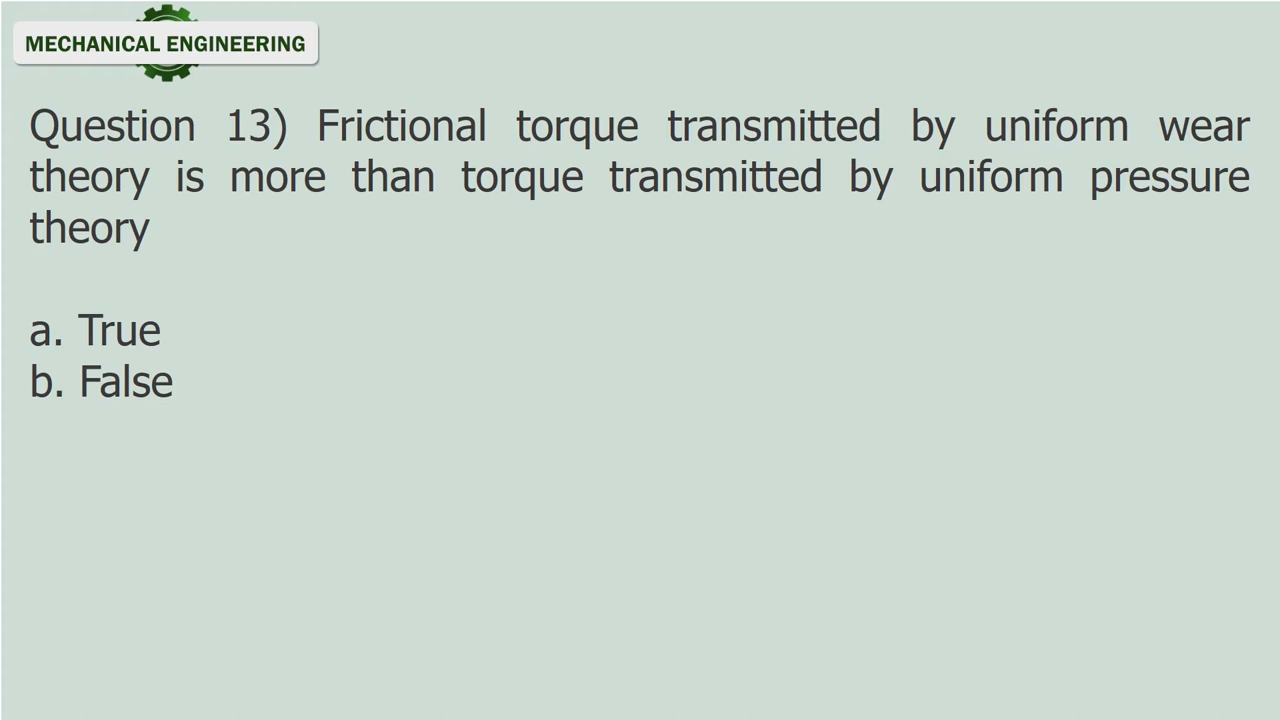 MECHANICAL ENGINEERING
Question 13) Frictional torque transmitted by uniform wear
theory is more than torque transmitted by uniform pressure
theory
a. True
b. False